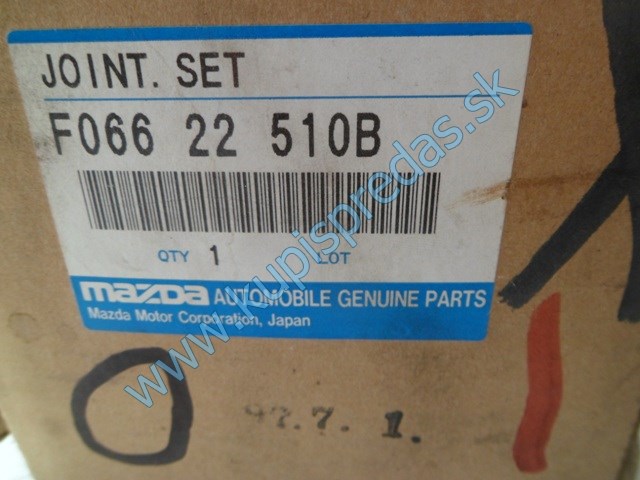 JOINT. SET
F066 22 510B
QTY 1 LOT
mazda AUTOMOBILE GENUINE PARTS
Mazda Motor Corporation, Japan
www.kupispredas.sk
97.7.1.